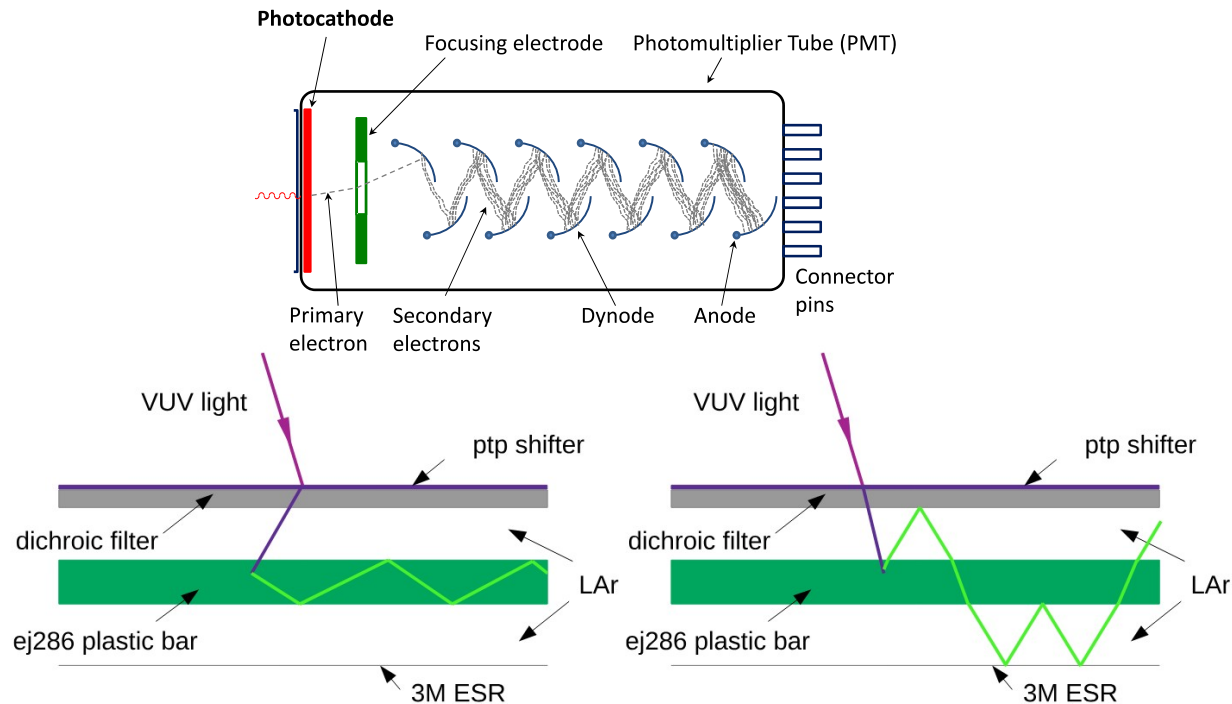 Photocathode
Focusing electrode
Photomultiplier Tube (PMT)
Primary
electron
Secondary
electrons
Dynode
Anode
Connector
pins
VUV light
ptp shifter
dichroic filter
LAr
ej286 plastic bar
3M ESR
VUV light
ptp shifter
dichroic filter
LAr
ej286 plastic bar
3M ESR